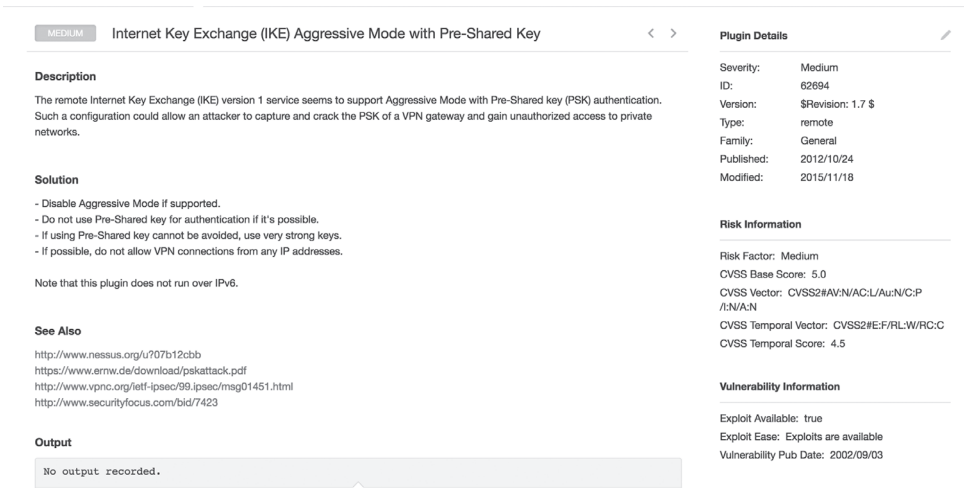 MEDIUM
Internet Key Exchange (IKE) Aggressive Mode with Pre-Shared Key
Description
The remote Internet Key Exchange (IKE) version 1 service seems to support Aggressive Mode with Pre-Shared key (PSK) authentication.
Such a configuration could allow an attacker to capture and crack the PSK of a VPN gateway and gain unauthorized access to private
networks.
Solution
- Disable Aggressive Mode if supported.
- Do not use Pre-Shared key for authentication if it's possible.
- If using Pre-Shared key cannot be avoided, use very strong keys.
- If possible, do not allow VPN connections from any IP addresses.
Note that this plugin does not run over IPv6.
See Also
http://www.nessus.org/u?07b12cbb
https://www.ernw.de/download/pskattack.pdf
http://www.vpnc.org/ietf-ipsec/99.ipsec/msg01451.html
http://www.securityfocus.com/bid/7423
Output
No output recorded.
Plugin Details
Severity: Medium
ID: 62694
Version: $Revision: 1.7 $
Type: remote
Family: General
Published: 2012/10/24
Modified: 2015/11/18
Risk Information
Risk Factor: Medium
CVSS Base Score: 5.0
CVSS Vector: CVSS2#AV:N/AC:L/Au:N/C:P
/I:N/A:N
CVSS Temporal Vector: CVSS2#E:F/RL:W/RC:C
CVSS Temporal Score: 4.5
Vulnerability Information
Exploit Available: true
Exploit Ease: Exploits are available
Vulnerability Pub Date: 2002/09/03